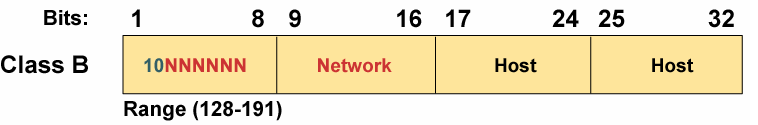 Bits: 1 8 9 16 17 24 25 32
Class B 10NNNNNN Network Host Host
Range (128-191)